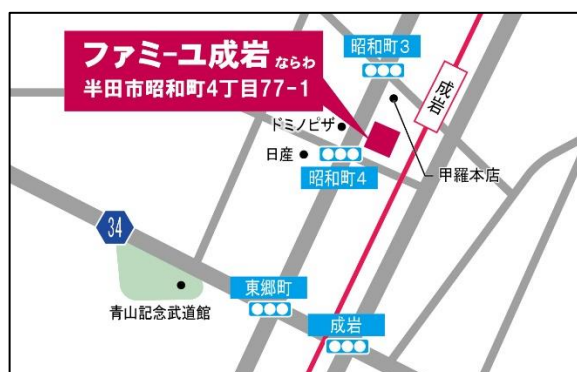 ファミーユ成岩 ならわ
半田市昭和町4丁目77-1
昭和町3
成岩
ドミノピザ
日産
昭和町4
甲羅本店
34
青山記念武道館
東郷町
成岩